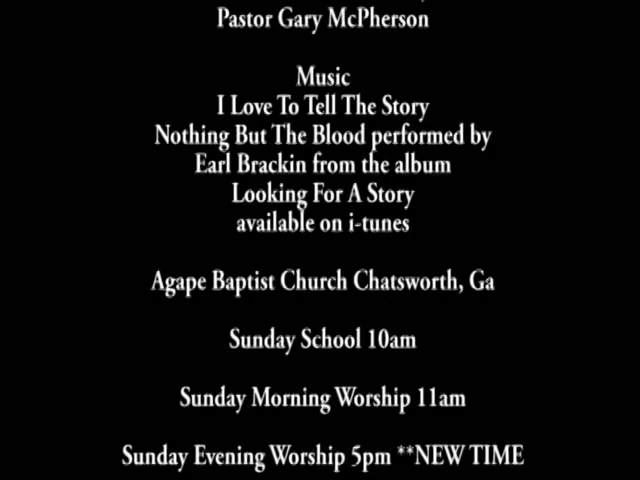 Pastor Gary McPherson
Music
I Love To Tell The Story
Nothing But The Blood performed by
Earl Brackin from the album
Looking For A Story
available on i-tunes
Agape Baptist Church Chatsworth, Ga
Sunday School 10am
Sunday Morning Worship 11am
Sunday Evening Worship 5pm **NEW TIME